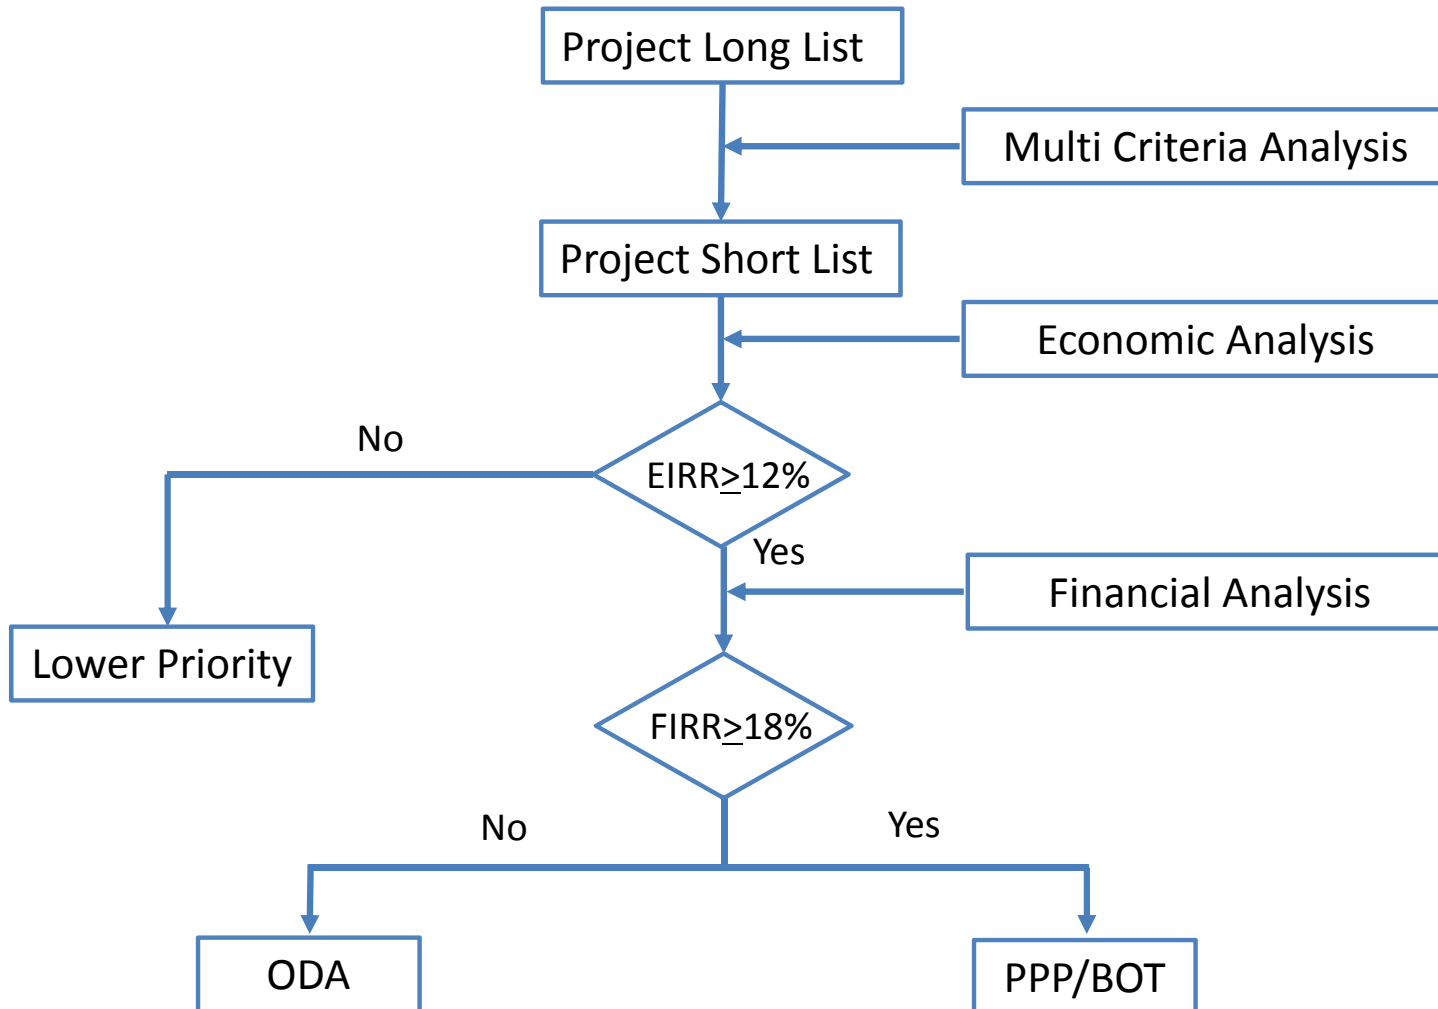 Project Long List
Multi Criteria Analysis
Project Short List
Economic Analysis
No
EIRR≥12%
Yes
Financial Analysis
Lower Priority
FIRR≥18%
No
Yes
ODA
PPP/BOT